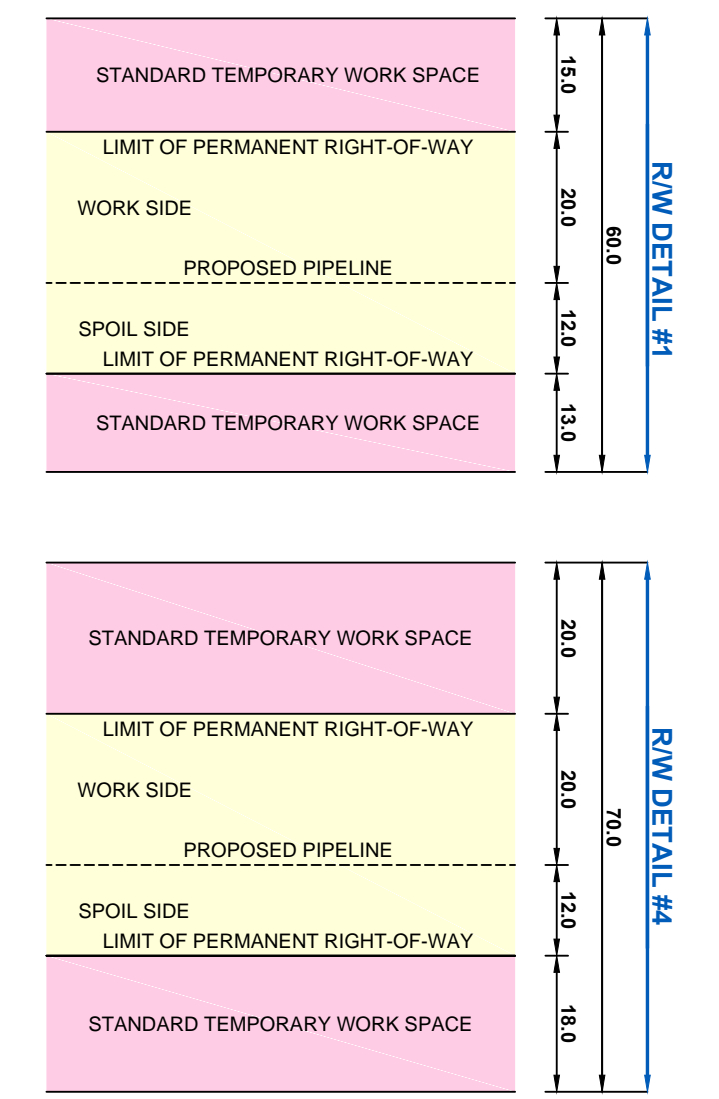 STANDARD TEMPORARY WORK SPACE
LIMIT OF PERMANENT RIGHT-OF-WAY
WORK SIDE
PROPOSED PIPELINE
SPOIL SIDE
LIMIT OF PERMANENT RIGHT-OF-WAY
STANDARD TEMPORARY WORK SPACE
15.0
20.0
12.0
13.0
60.0
R/W DETAIL #1
STANDARD TEMPORARY WORK SPACE
LIMIT OF PERMANENT RIGHT-OF-WAY
WORK SIDE
PROPOSED PIPELINE
SPOIL SIDE
LIMIT OF PERMANENT RIGHT-OF-WAY
STANDARD TEMPORARY WORK SPACE
20.0
20.0
12.0
18.0
70.0
R/W DETAIL #4